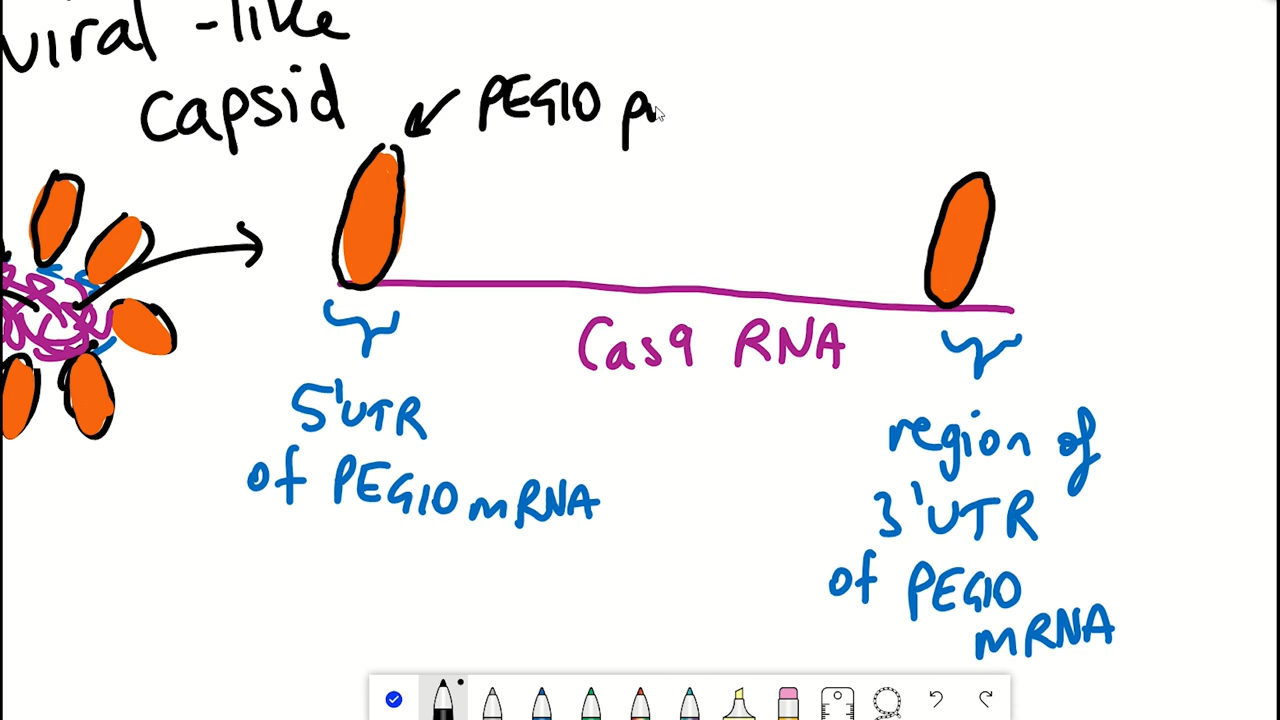 viral-like
capsid
PEG10 p
Cas9 RNA
5'UTR
of PEG10 mRNA
region of
3'UTR
of PEG10
mRNA